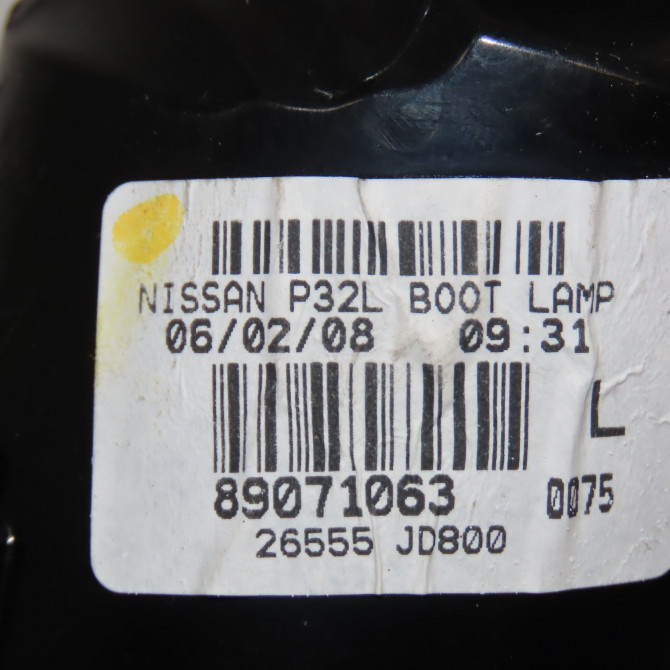 NISSAN P32L BOOT LAMP
06/02/08 09:31
L
89071063 0075
26555 JD800